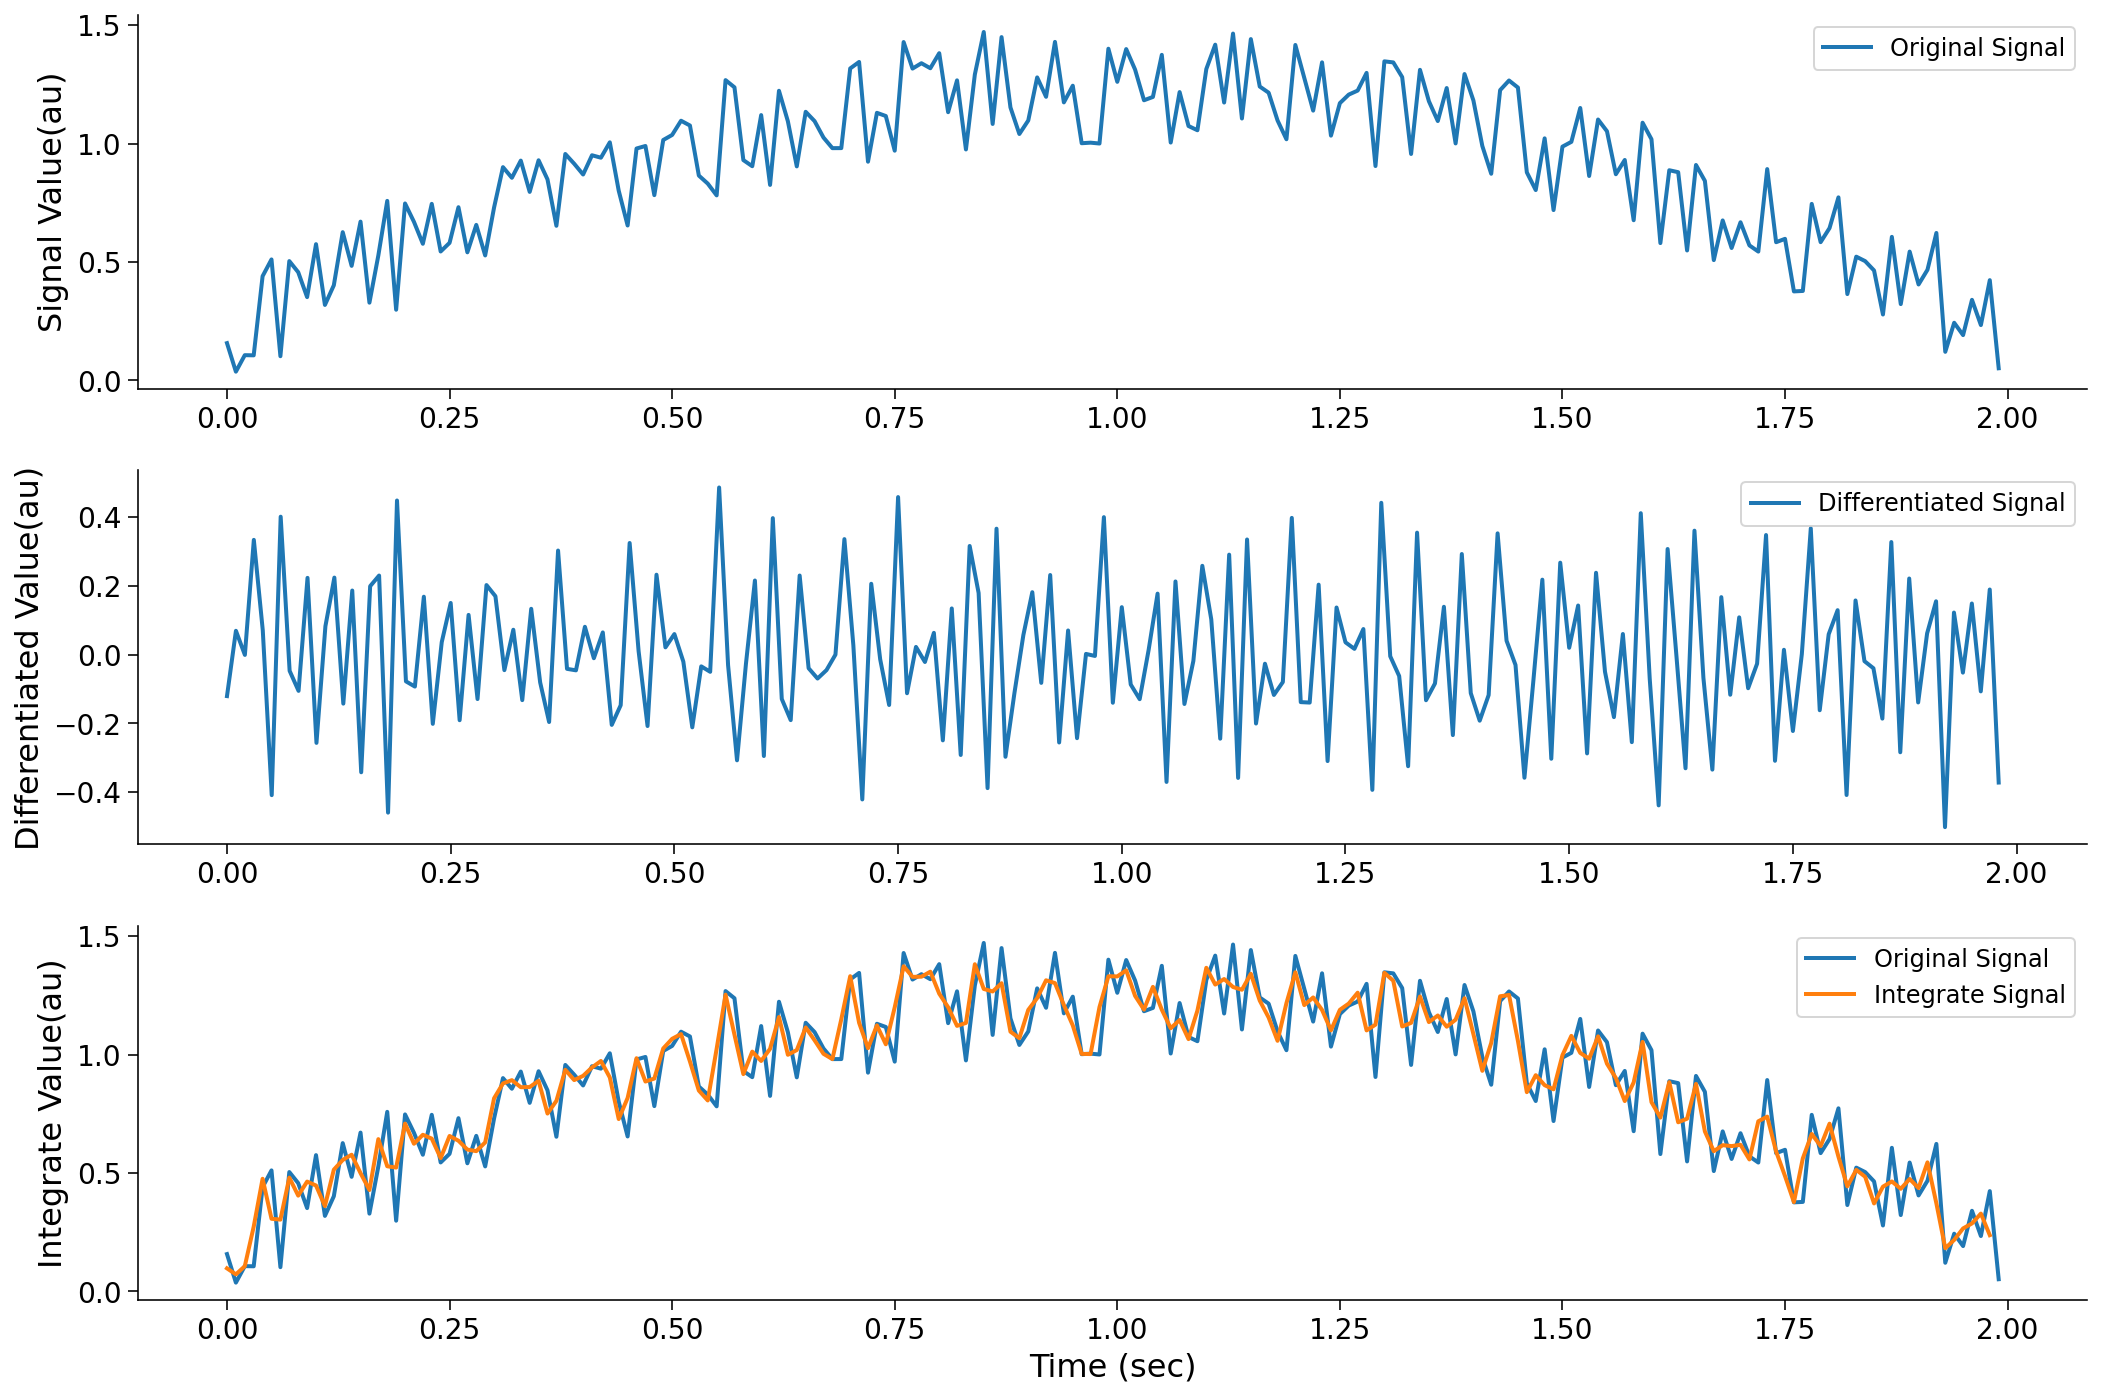 Signal Value(au)
1.5
1.0
0.5
0.0
Original Signal
0.00 0.25 0.50 0.75 1.00 1.25 1.50 1.75 2.00
Differentiated Value(au)
0.4
0.2
0.0
−0.2
−0.4
Differentiated Signal
0.00 0.25 0.50 0.75 1.00 1.25 1.50 1.75 2.00
Integrate Value(au)
1.5
1.0
0.5
0.0
Original Signal
Integrate Signal
0.00 0.25 0.50 0.75 1.00 1.25 1.50 1.75 2.00
Time (sec)